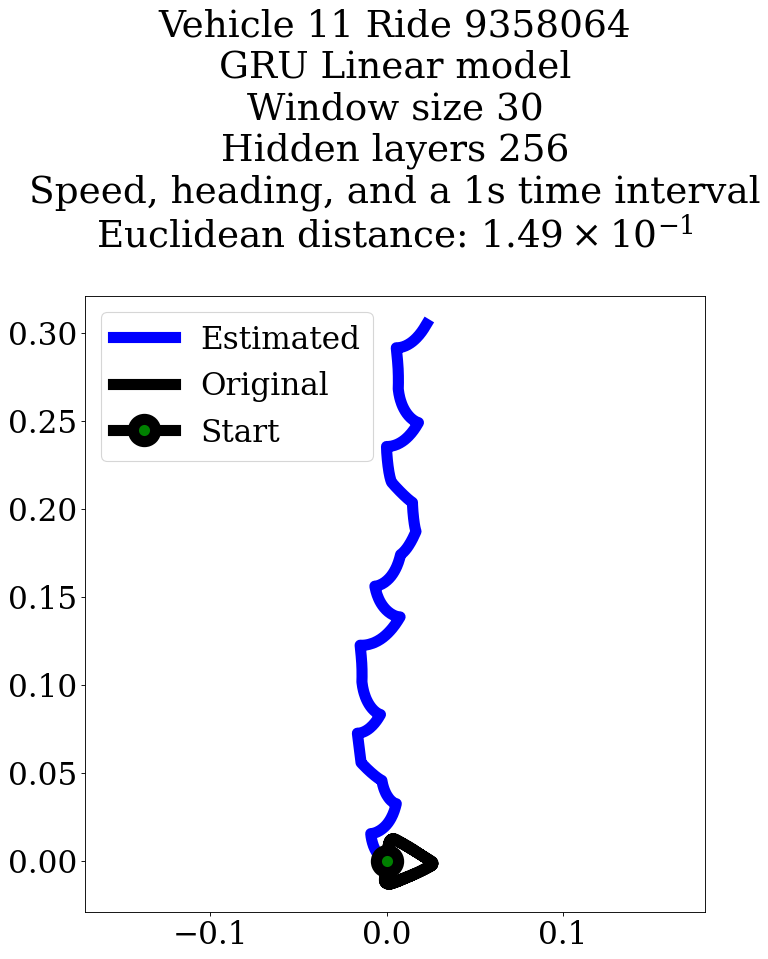 Vehicle 11 Ride 9358064
GRU Linear model
Window size 30
Hidden layers 256
Speed, heading, and a 1s time interval
Euclidean distance: 1.49 × 10⁻¹
Estimated
Original
Start
0.30
0.25
0.20
0.15
0.10
0.05
0.00
−0.1
0.0
0.1